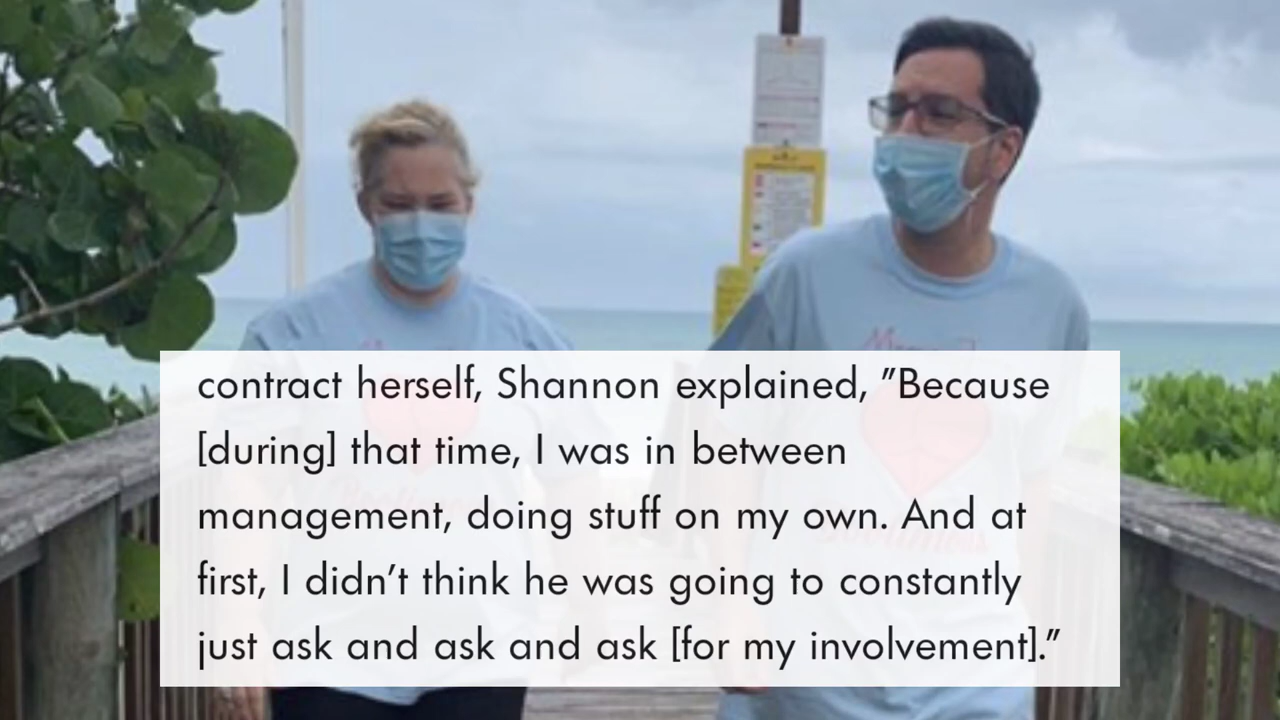 contract herself, Shannon explained, ”Because
[during] that time, I was in between
management, doing stuff on my own. And at
first, I didn’t think he was going to constantly
just ask and ask and ask [for my involvement].”